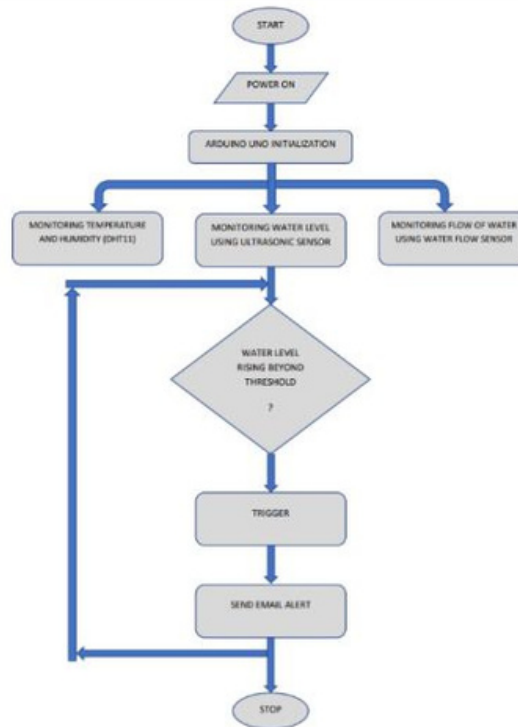 START
POWER ON
ARDUINO UNO INITIALIZATION
MONITORING TEMPERATURE
AND HUMIDITY (DHT11)
MONITORING WATER LEVEL
USING ULTRASONIC SENSOR
MONITORING FLOW OF WATER
USING WATER FLOW SENSOR
WATER LEVEL
RISING BEYOND
THRESHOLD
?
TRIGGER
SEND EMAIL ALERT
STOP